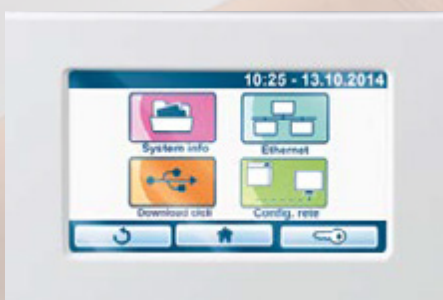 10:25 - 13.10.2014
System info
Ethernet
Download cicli
Config. rete